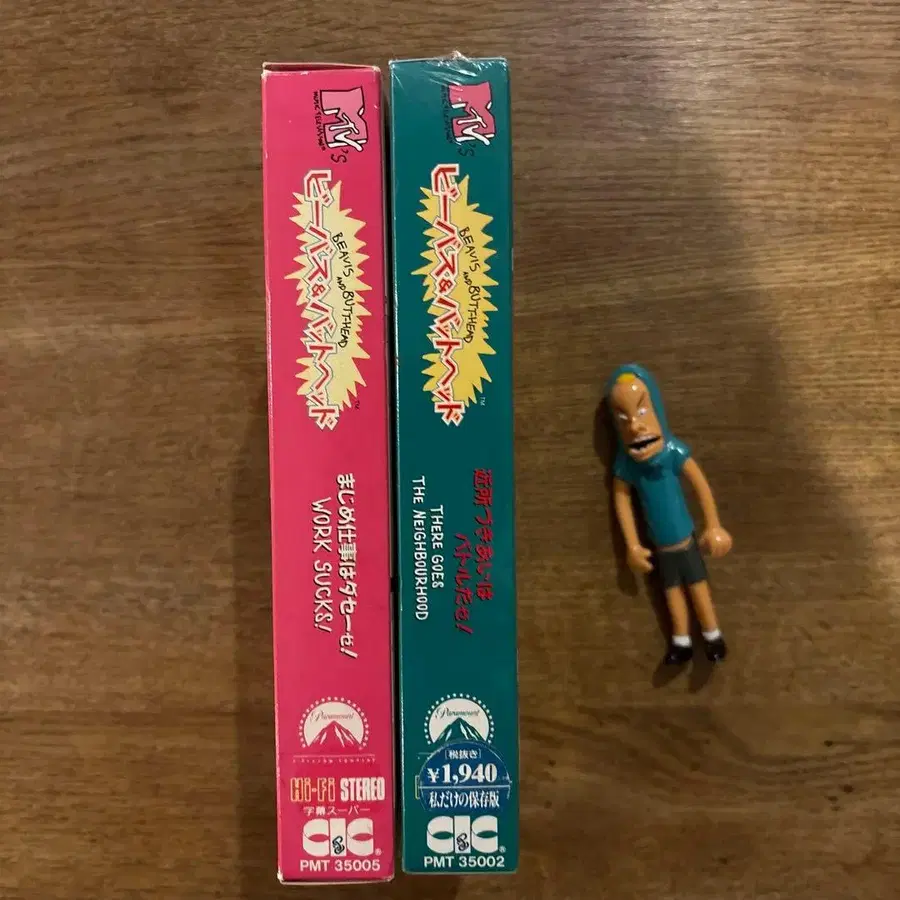 MTV'S
MUSIC TELEVISION®
ビーバス&バットヘッド
BEAVIS AND BUTT-HEAD
TM
まじめ仕事はダセーゼ!
WORK SUCKS!
Paramount
Hi-Fi STEREO
字幕スーパー
CIC
®
PMT 35005
MTV'S
ビーバス&バットヘッド
BEAVIS AND BUTT-HEAD
TM
近所づきあいは
バトルだぜ!
THERE GOES
THE NEIGHBOURHOOD
Paramount
[税抜き]
¥1,940
私だけの保存版
CIC
®
PMT 35002